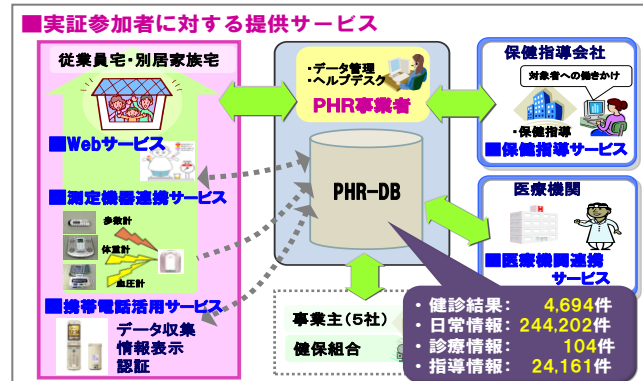 ■実証参加者に対する提供サービス
従業員宅・別居家族宅
■Webサービス
■測定機器連携サービス
歩数計
体重計
血圧計
■携帯電話活用サービス
データ収集
情報表示
認証
・データ管理
・ヘルプデスク
PHR事業者
PHR-DB
事業主(5社)
健保組合
保健指導会社
対象者への働きかけ
・保健指導
■保健指導サービス
医療機関
H
■医療機関連携
サービス
・健診結果: 4,694件
・日常情報: 244,202件
・診療情報: 104件
・指導情報: 24,161件